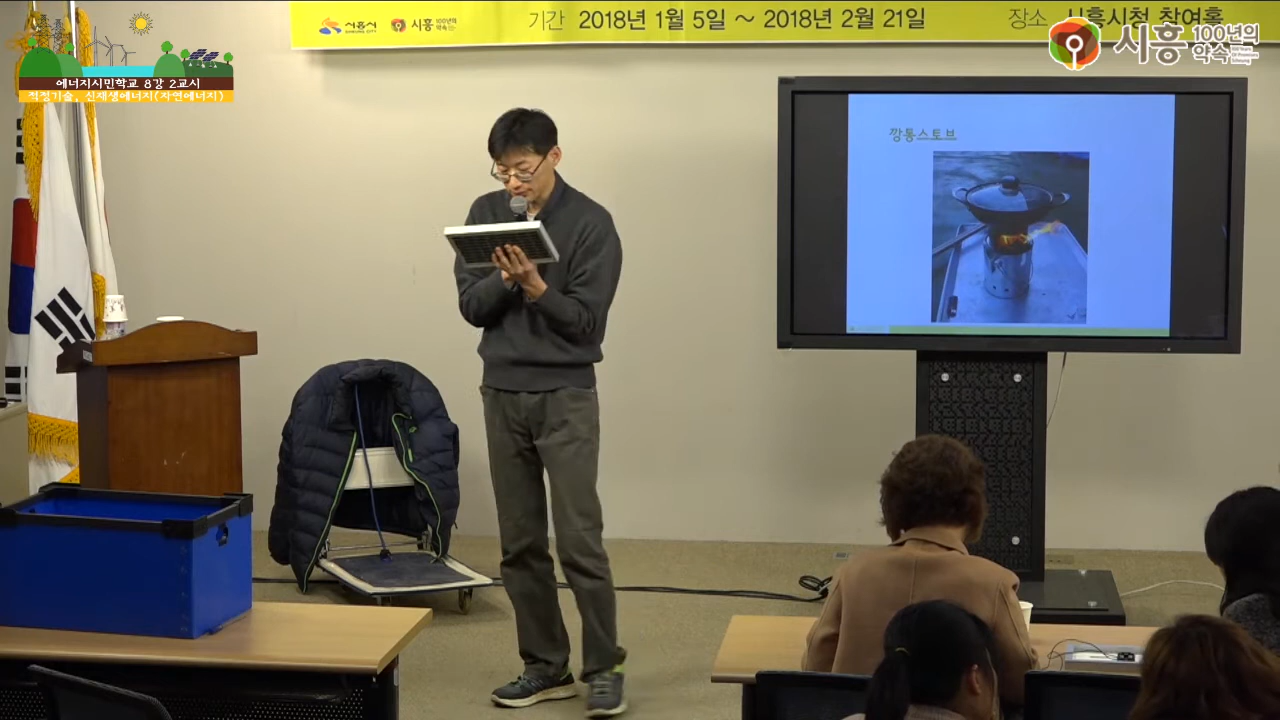 시흥시
SIHEUNG CITY
시흥 100년의 약속
기간 2018년 1월 5일 ~ 2018년 2월 21일
장소 시흥시청 참여홀
시흥 100년의 약속
에너지시민학교 8강 2교시
적정기술, 신재생에너지(자연에너지)
깡통스토브